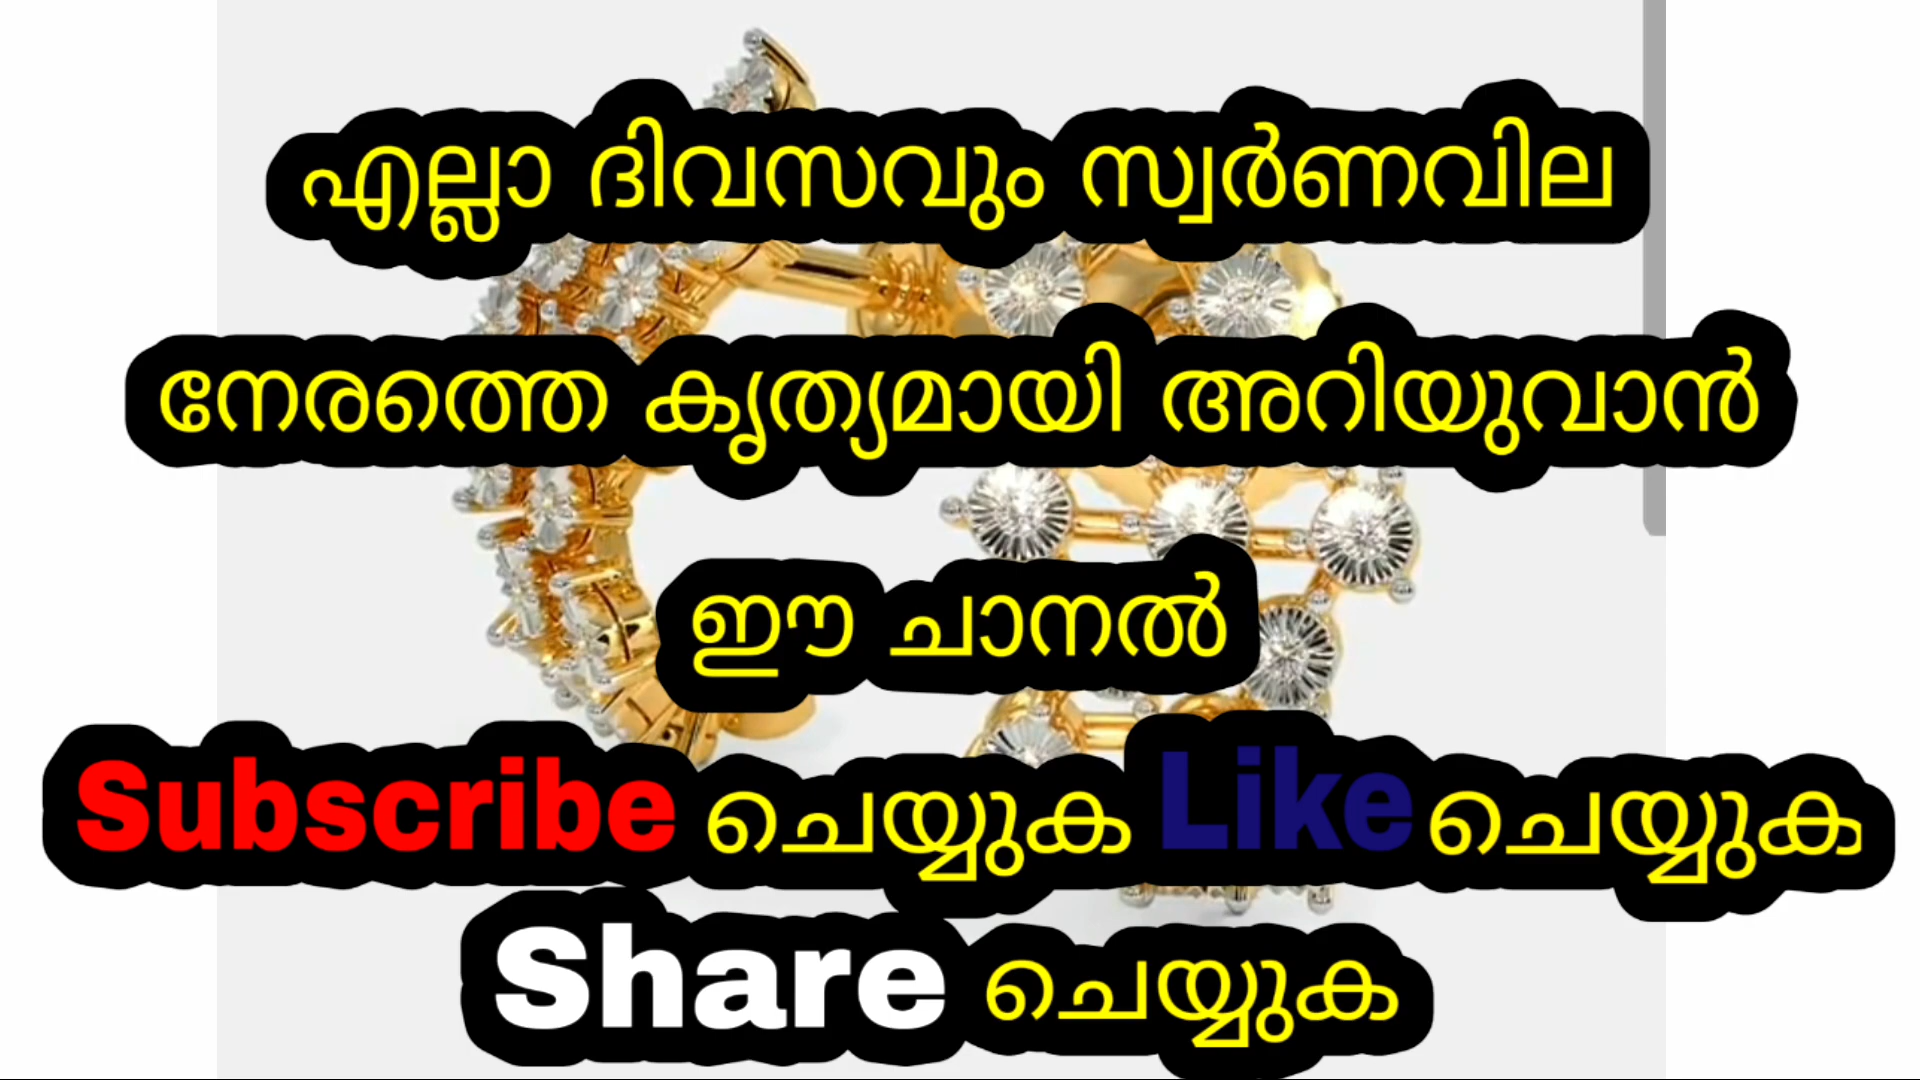 എല്ലാ ദിവസവും സ്വർണവില
നേരത്തെ കൃത്യമായി അറിയുവാൻ
ഈ ചാനൽ
Subscribe ചെയ്യുക Like ചെയ്യുക
Share ചെയ്യുക